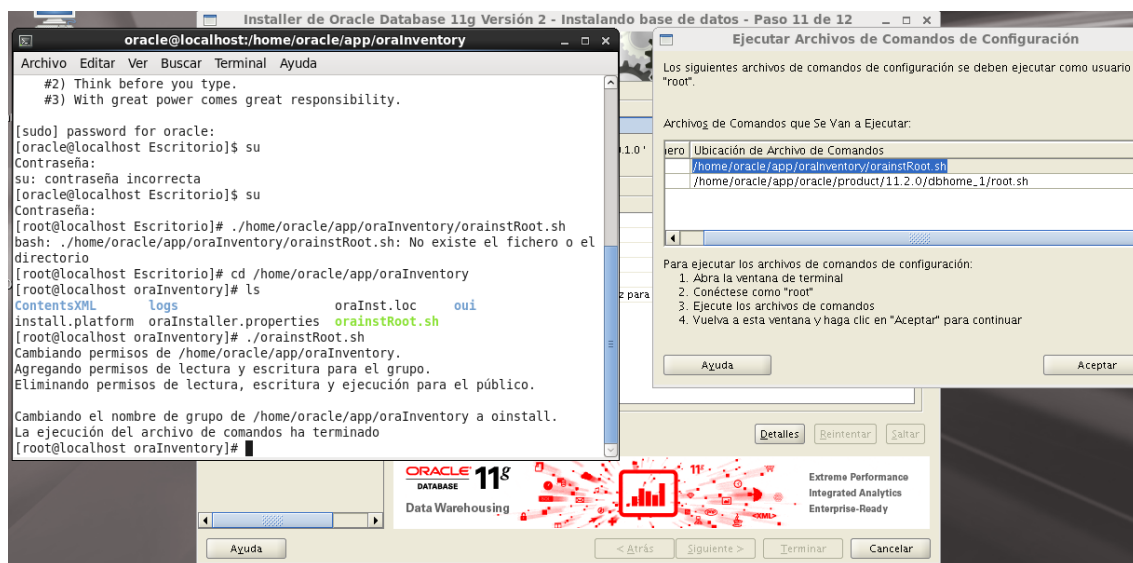 Installer de Oracle Database 11g Versión 2 - Instalando base de datos - Paso 11 de 12
oracle@localhost:/home/oracle/app/oraInventory
Archivo Editar Ver Buscar Terminal Ayuda
#2) Think before you type.
#3) With great power comes great responsibility.
[sudo] password for oracle:
[oracle@localhost Escritorio]$ su
Contraseña:
su: contraseña incorrecta
[oracle@localhost Escritorio]$ su
Contraseña:
[root@localhost Escritorio]# ./home/oracle/app/oraInventory/orainstRoot.sh
bash: ./home/oracle/app/oraInventory/orainstRoot.sh: No existe el fichero o el
directorio
[root@localhost Escritorio]# cd /home/oracle/app/oraInventory
[root@localhost oraInventory]# ls
ContentsXML logs oraInst.loc oui
install.platform oraInstaller.properties orainstRoot.sh
[root@localhost oraInventory]# ./orainstRoot.sh
Cambiando permisos de /home/oracle/app/oraInventory.
Agregando permisos de lectura y escritura para el grupo.
Eliminando permisos de lectura, escritura y ejecución para el público.
Cambiando el nombre de grupo de /home/oracle/app/oraInventory a oinstall.
La ejecución del archivo de comandos ha terminado
[root@localhost oraInventory]#
.1.0 '
z para
Ejecutar Archivos de Comandos de Configuración
Los siguientes archivos de comandos de configuración se deben ejecutar como usuario
"root".
Archivos de Comandos que Se Van a Ejecutar:
ero Ubicación de Archivo de Comandos
/home/oracle/app/oraInventory/orainstRoot.sh
/home/oracle/app/oracle/product/11.2.0/dbhome_1/root.sh
Para ejecutar los archivos de comandos de configuración:
1. Abra la ventana de terminal
2. Conéctese como "root"
3. Ejecute los archivos de comandos
4. Vuelva a esta ventana y haga clic en "Aceptar" para continuar
Ayuda Aceptar
Detalles Reintentar Saltar
ORACLE 11g
DATABASE
Data Warehousing
11g
<XML>
Extreme Performance
Integrated Analytics
Enterprise-Ready
Ayuda < Atrás Siguiente > Terminar Cancelar